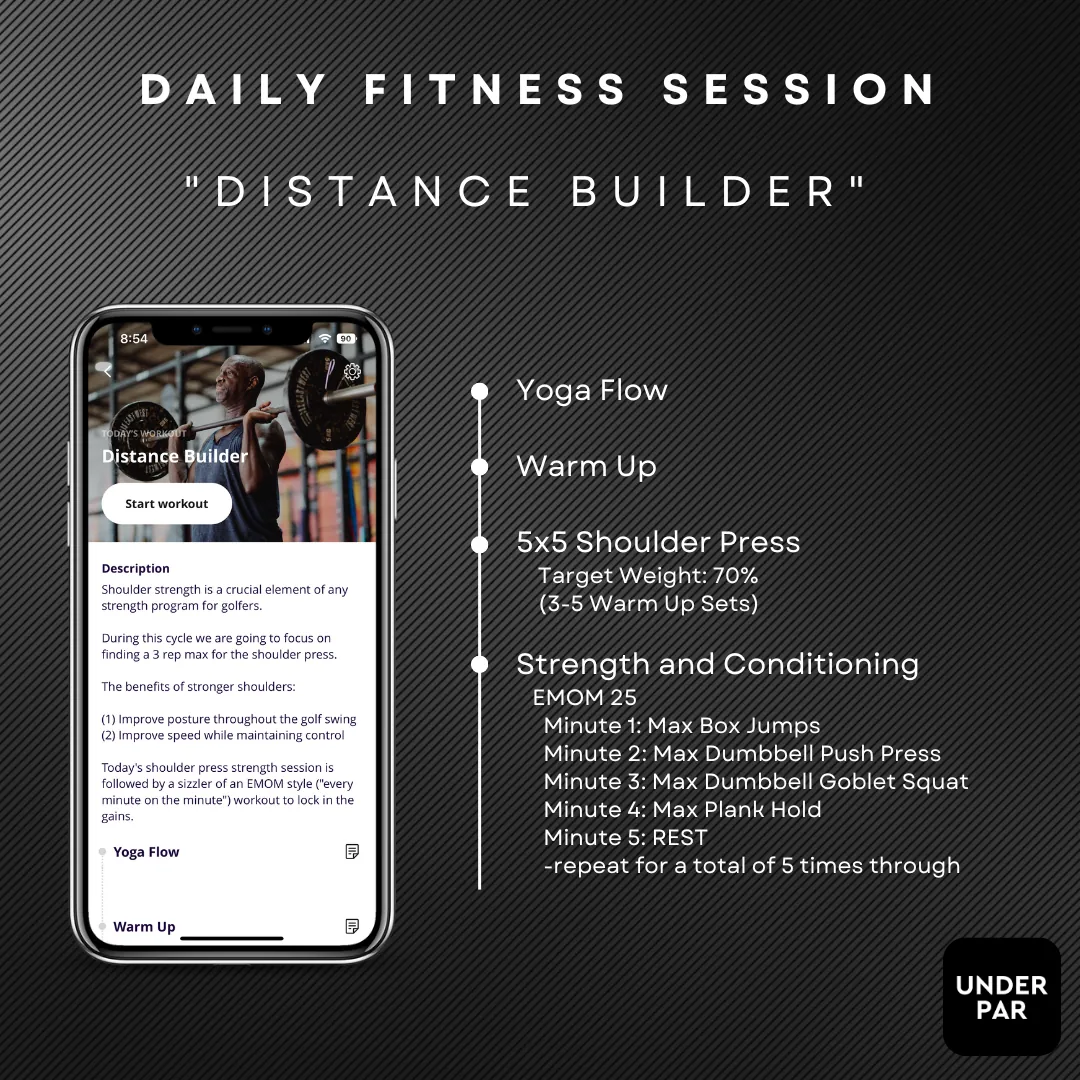 DAILY FITNESS SESSION
"DISTANCE BUILDER"
8:54
90
TODAY'S WORKOUT
Distance Builder
Start workout
Description
Shoulder strength is a crucial element of any
strength program for golfers.
During this cycle we are going to focus on
finding a 3 rep max for the shoulder press.
The benefits of stronger shoulders:
(1) Improve posture throughout the golf swing
(2) Improve speed while maintaining control
Today's shoulder press strength session is
followed by a sizzler of an EMOM style ("every
minute on the minute") workout to lock in the
gains.
Yoga Flow
Warm Up
Yoga Flow
Warm Up
5x5 Shoulder Press
Target Weight: 70%
(3-5 Warm Up Sets)
Strength and Conditioning
EMOM 25
Minute 1: Max Box Jumps
Minute 2: Max Dumbbell Push Press
Minute 3: Max Dumbbell Goblet Squat
Minute 4: Max Plank Hold
Minute 5: REST
-repeat for a total of 5 times through
UNDER
PAR